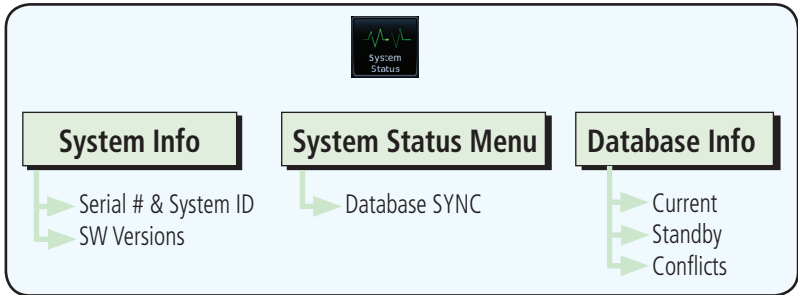 System
Status
System Info
Serial # & System ID
SW Versions
System Status Menu
Database SYNC
Database Info
Current
Standby
Conflicts